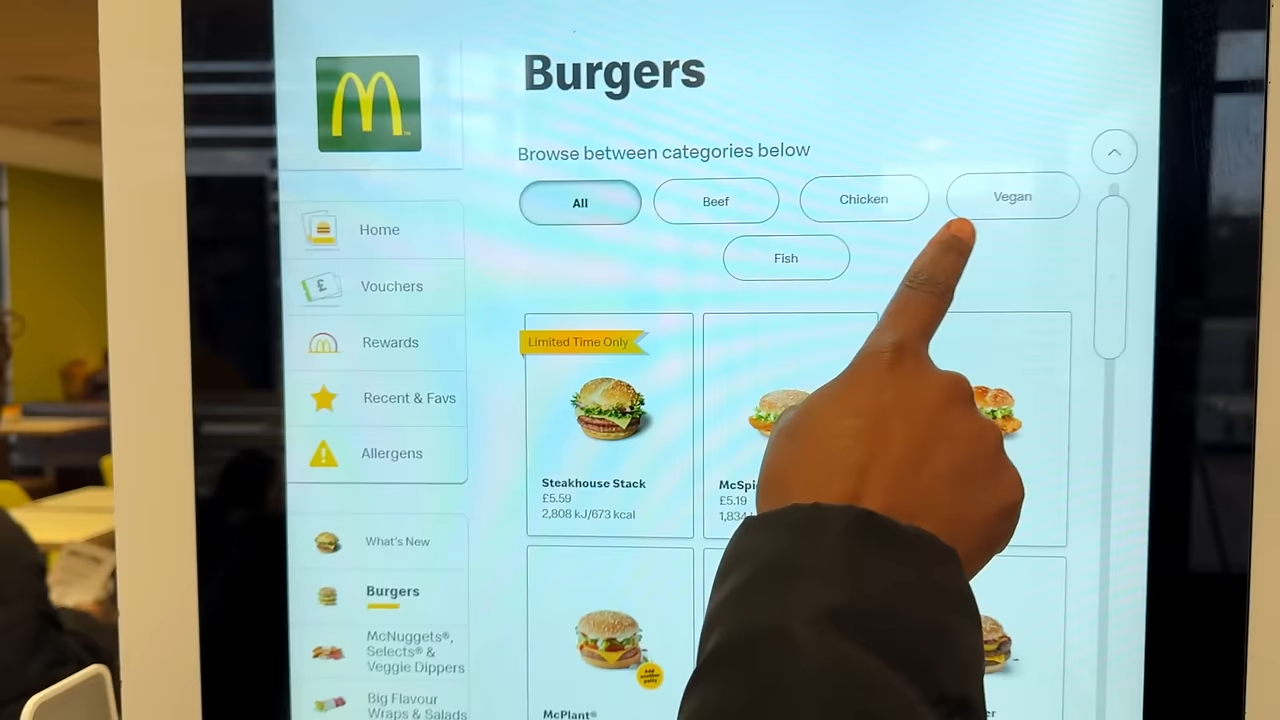 Burgers
Browse between categories below
All
Beef
Chicken
Vegan
Fish
Home
Vouchers
Rewards
Recent & Favs
Allergens
What's New
Burgers
McNuggets®,
Selects® &
Veggie Dippers
Big Flavour
Wraps & Salads
Limited Time Only
Steakhouse Stack
£5.59
2,808 kJ/673 kcal
£5.19
McPlant®